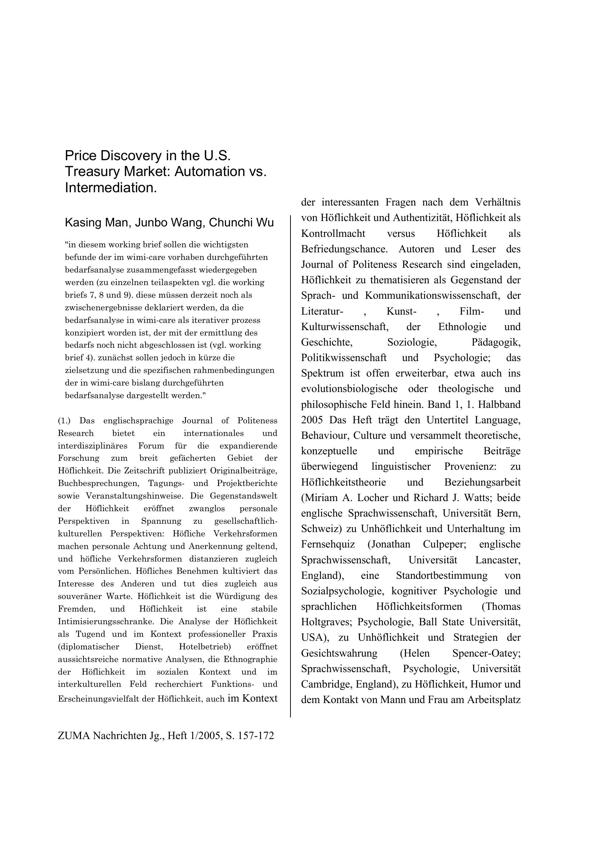 Price Discovery in the U.S.
Treasury Market: Automation vs.
Intermediation.
Kasing Man, Junbo Wang, Chunchi Wu
"in diesem working brief sollen die wichtigsten
befunde der im wimi-care vorhaben durchgeführten
bedarfsanalyse zusammengefasst wiedergegeben
werden (zu einzelnen teilaspekten vgl. die working
briefs 7, 8 und 9). diese müssen derzeit noch als
zwischenergebnisse deklariert werden, da die
bedarfsanalyse in wimi-care als iterativer prozess
konzipiert worden ist, der mit der ermittlung des
bedarfs noch nicht abgeschlossen ist (vgl. working
brief 4). zunächst sollen jedoch in kürze die
zielsetzung und die spezifischen rahmenbedingungen
der in wimi-care bislang durchgeführten
bedarfsanalyse dargestellt werden."
(1.) Das englischsprachige Journal of Politeness
Research bietet ein internationales und
interdisziplinäres Forum für die expandierende
Forschung zum breit gefächerten Gebiet der
Höflichkeit. Die Zeitschrift publiziert Originalbeiträge,
Buchbesprechungen, Tagungs- und Projektberichte
sowie Veranstaltungshinweise. Die Gegenstandswelt
der Höflichkeit eröffnet zwanglos personale
Perspektiven in Spannung zu gesellschaftlich-
kulturellen Perspektiven: Höfliche Verkehrsformen
machen personale Achtung und Anerkennung geltend,
und höfliche Verkehrsformen distanzieren zugleich
vom Persönlichen. Höfliches Benehmen kultiviert das
Interesse des Anderen und tut dies zugleich aus
souveräner Warte. Höflichkeit ist die Würdigung des
Fremden, und Höflichkeit ist eine stabile
Intimisierungsschranke. Die Analyse der Höflichkeit
als Tugend und im Kontext professioneller Praxis
(diplomatischer Dienst, Hotelbetrieb) eröffnet
aussichtsreiche normative Analysen, die Ethnographie
der Höflichkeit im sozialen Kontext und im
interkulturellen Feld recherchiert Funktions- und
Erscheinungsvielfalt der Höflichkeit, auch im Kontext
der interessanten Fragen nach dem Verhältnis
von Höflichkeit und Authentizität, Höflichkeit als
Kontrollmacht versus Höflichkeit als
Befriedungschance. Autoren und Leser des
Journal of Politeness Research sind eingeladen,
Höflichkeit zu thematisieren als Gegenstand der
Sprach- und Kommunikationswissenschaft, der
Literatur- , Kunst- , Film- und
Kulturwissenschaft, der Ethnologie und
Geschichte, Soziologie, Pädagogik,
Politikwissenschaft und Psychologie; das
Spektrum ist offen erweiterbar, etwa auch ins
evolutionsbiologische oder theologische und
philosophische Feld hinein. Band 1, 1. Halbband
2005 Das Heft trägt den Untertitel Language,
Behaviour, Culture und versammelt theoretische,
konzeptuelle und empirische Beiträge
überwiegend linguistischer Provenienz: zu
Höflichkeitstheorie und Beziehungsarbeit
(Miriam A. Locher und Richard J. Watts; beide
englische Sprachwissenschaft, Universität Bern,
Schweiz) zu Unhöflichkeit und Unterhaltung im
Fernsehquiz (Jonathan Culpeper; englische
Sprachwissenschaft, Universität Lancaster,
England), eine Standortbestimmung von
Sozialpsychologie, kognitiver Psychologie und
sprachlichen Höflichkeitsformen (Thomas
Holtgraves; Psychologie, Ball State Universität,
USA), zu Unhöflichkeit und Strategien der
Gesichtswahrung (Helen Spencer-Oatey;
Sprachwissenschaft, Psychologie, Universität
Cambridge, England), zu Höflichkeit, Humor und
dem Kontakt von Mann und Frau am Arbeitsplatz
ZUMA Nachrichten Jg., Heft 1/2005, S. 157-172